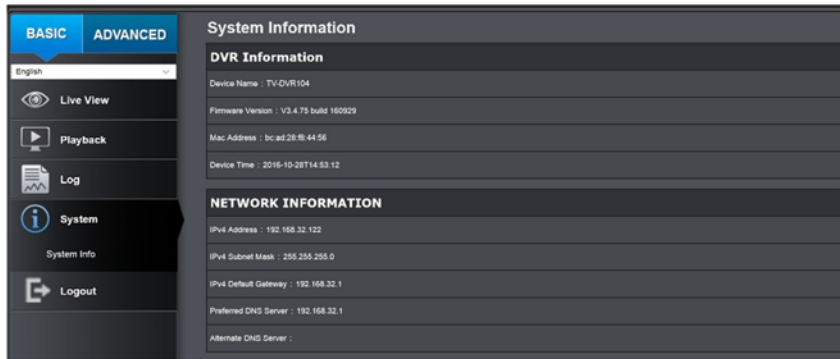 BASIC
ADVANCED
English
Live View
Playback
Log
System
System Info
Logout
System Information
DVR Information
Device Name : TV-DVR104
Firmware Version : V3.4.75 build 160929
Mac Address : bc:ad:28:f8:44:56
Device Time : 2016-10-28T14:53:12
NETWORK INFORMATION
IPv4 Address : 192.168.32.122
IPv4 Subnet Mask : 255.255.255.0
IPv4 Default Gateway : 192.168.32.1
Preferred DNS Server : 192.168.32.1
Alternate DNS Server :